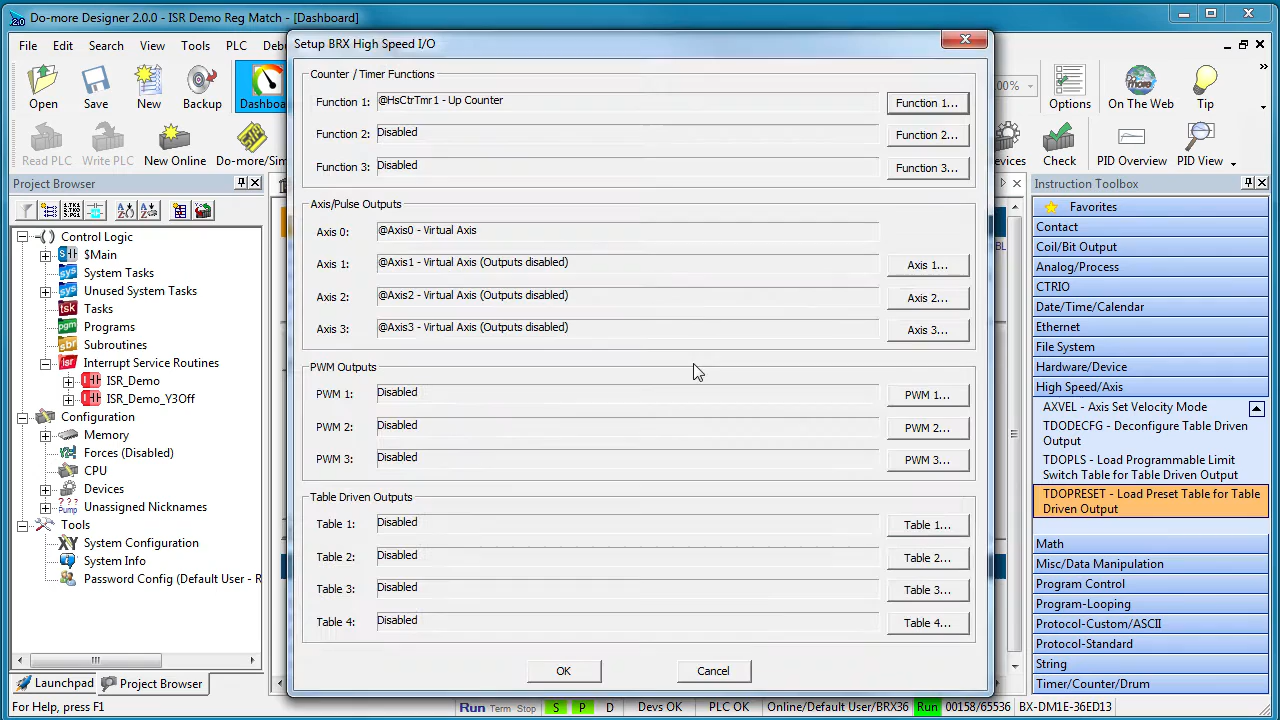 Do-more Designer 2.0.0 - ISR Demo Reg Match - [Dashboard]
File Edit Search View Tools PLC
Setup BRX High Speed I/O
Open Save New Backup
Options On The Web Tip
Read PLC Write PLC New Online Do-more/Sim
Check PID Overview PID View
Project Browser
Instruction Toolbox
Control Logic
$Main
System Tasks
Unused System Tasks
Tasks
Programs
Subroutines
Interrupt Service Routines
ISR_Demo
ISR_Demo_Y3Off
Configuration
Memory
Forces (Disabled)
CPU
Devices
Unassigned Nicknames
Tools
System Configuration
System Info
Password Config (Default User - R
Launchpad Project Browser
Counter / Timer Functions
Function 1: @HsCtrTmr1 - Up Counter Function 1...
Function 2: Disabled Function 2...
Function 3: Disabled Function 3...
Axis/Pulse Outputs
Axis 0: @Axis0 - Virtual Axis
Axis 1: @Axis1 - Virtual Axis (Outputs disabled) Axis 1...
Axis 2: @Axis2 - Virtual Axis (Outputs disabled) Axis 2...
Axis 3: @Axis3 - Virtual Axis (Outputs disabled) Axis 3...
PWM Outputs
PWM 1: Disabled PWM 1...
PWM 2: Disabled PWM 2...
PWM 3: Disabled PWM 3...
Table Driven Outputs
Table 1: Disabled Table 1...
Table 2: Disabled Table 2...
Table 3: Disabled Table 3...
Table 4: Disabled Table 4...
OK Cancel
Favorites
Contact
Coil/Bit Output
Analog/Process
CTRIO
Date/Time/Calendar
Ethernet
File System
Hardware/Device
High Speed/Axis
AXVEL - Axis Set Velocity Mode
TDODECFG - Deconfigure Table Driven
Output
TDOPLS - Load Programmable Limit
Switch Table for Table Driven Output
TDOPRESET - Load Preset Table for Table
Driven Output
Math
Misc/Data Manipulation
Program Control
Program-Looping
Protocol-Custom/ASCII
Protocol-Standard
String
Timer/Counter/Drum
For Help, press F1
Run Term Stop S P D Devs OK PLC OK Online/Default User/BRX36 Run 00158/65536 BX-DM1E-36ED13